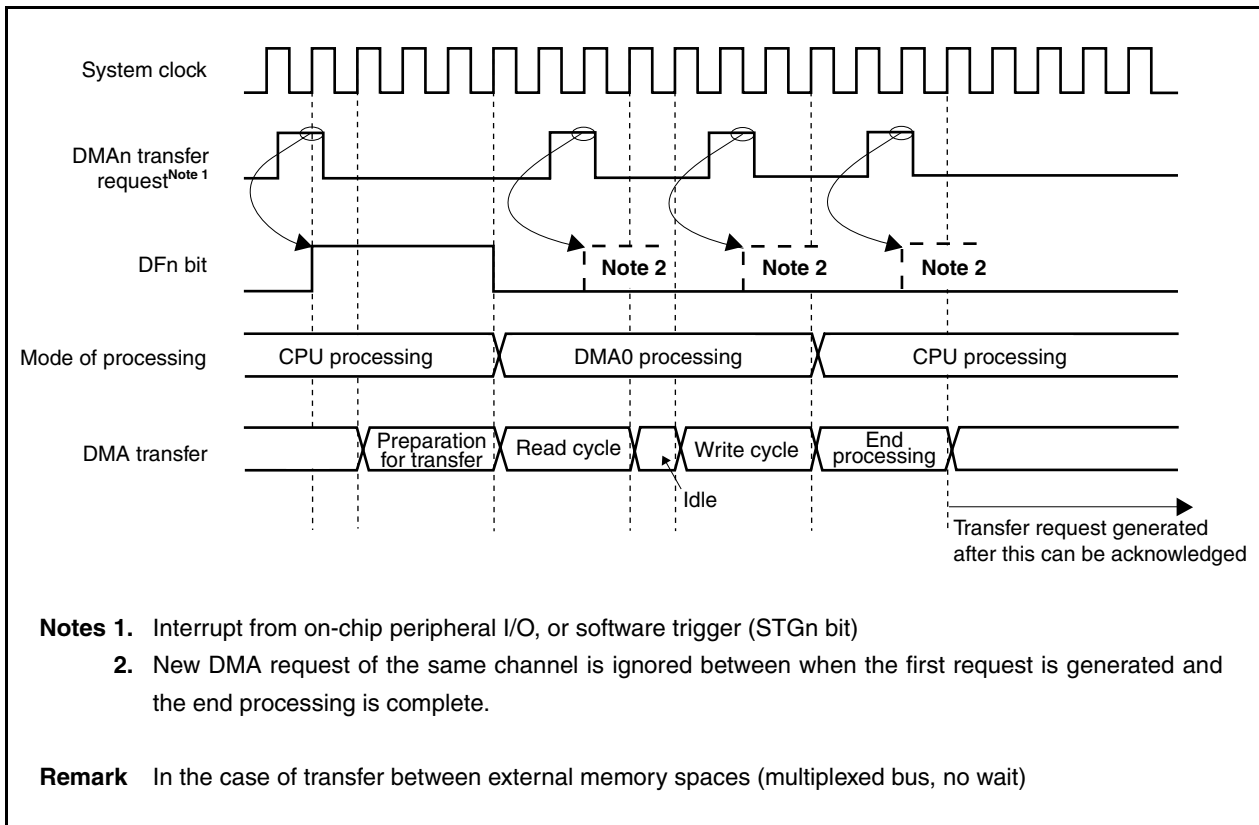 System clock
DMAn transfer
request Note 1
DFn bit
Note 2
Note 2
Note 2
Mode of processing
CPU processing
DMA0 processing
CPU processing
DMA transfer
Preparation
for transfer
Read cycle
Idle
Write cycle
End
processing
Transfer request generated
after this can be acknowledged
Notes 1. Interrupt from on-chip peripheral I/O, or software trigger (STGn bit)
2. New DMA request of the same channel is ignored between when the first request is generated and
the end processing is complete.
Remark In the case of transfer between external memory spaces (multiplexed bus, no wait)